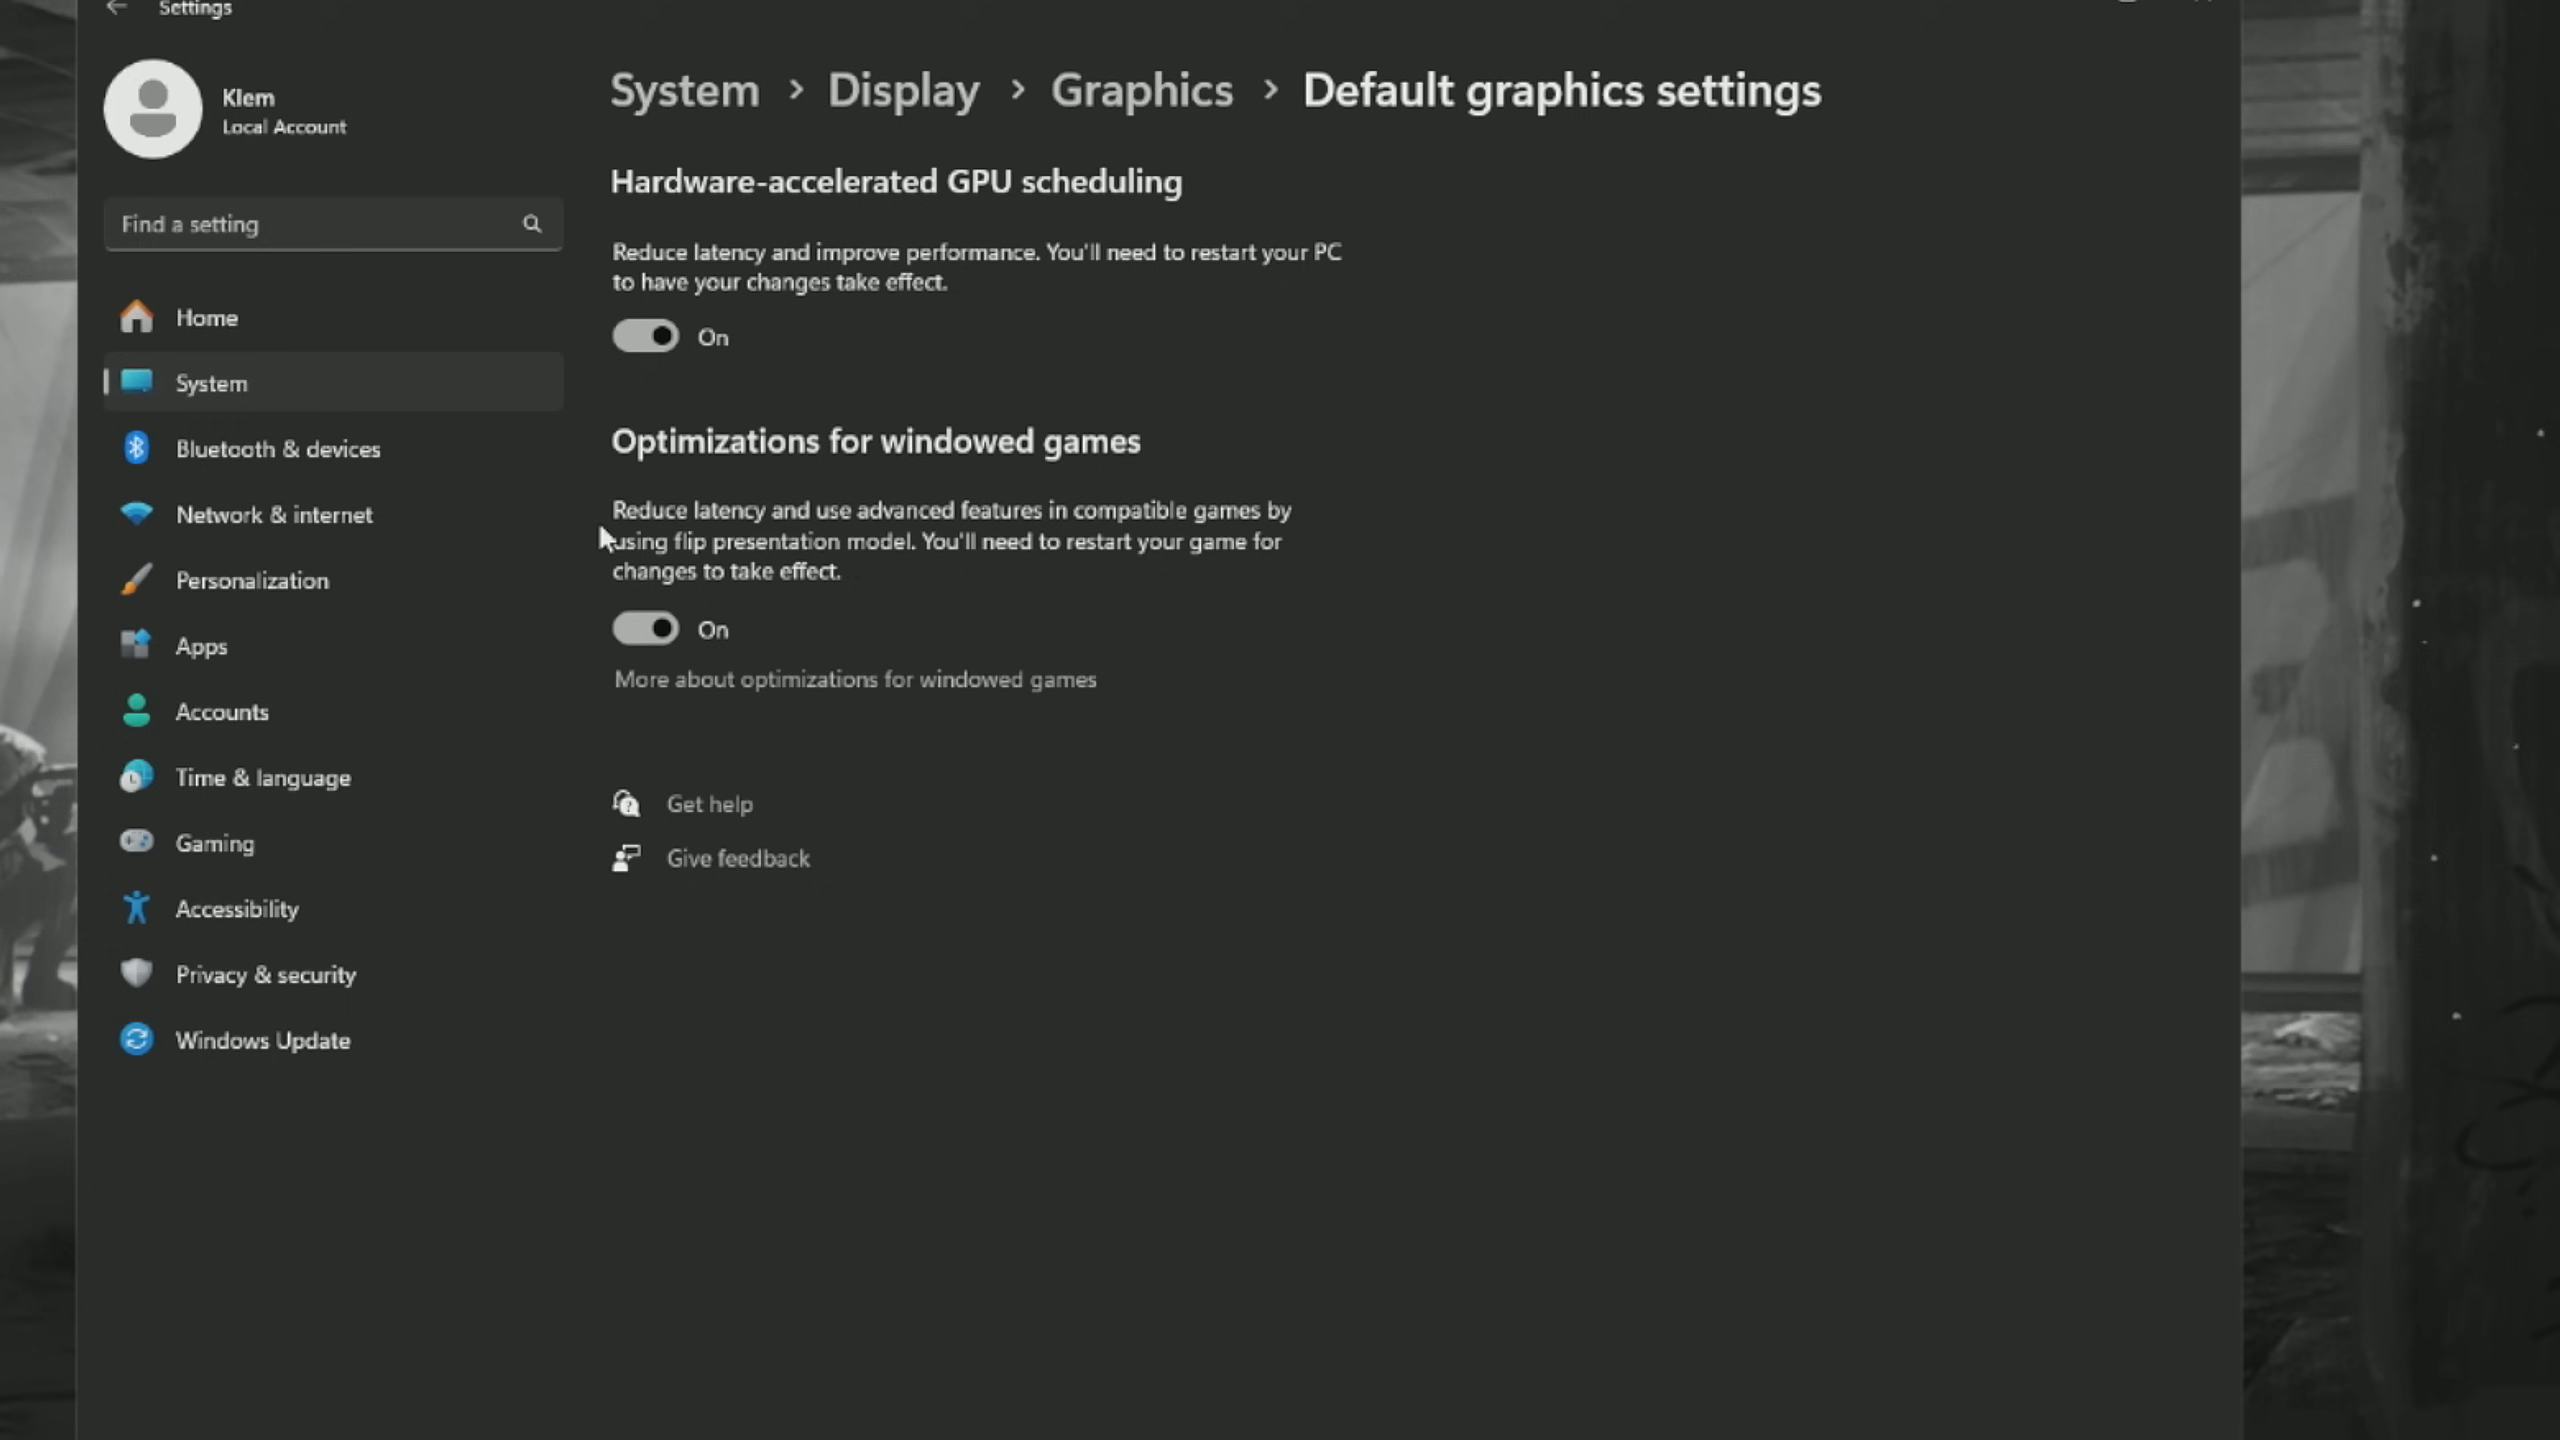 Settings
Klem
Local Account
Find a setting
Home
System
Bluetooth & devices
Network & internet
Personalization
Apps
Accounts
Time & language
Gaming
Accessibility
Privacy & security
Windows Update
System > Display > Graphics > Default graphics settings
Hardware-accelerated GPU scheduling
Reduce latency and improve performance. You'll need to restart your PC
to have your changes take effect.
On
Optimizations for windowed games
Reduce latency and use advanced features in compatible games by
using flip presentation model. You'll need to restart your game for
changes to take effect.
On
More about optimizations for windowed games
Get help
Give feedback